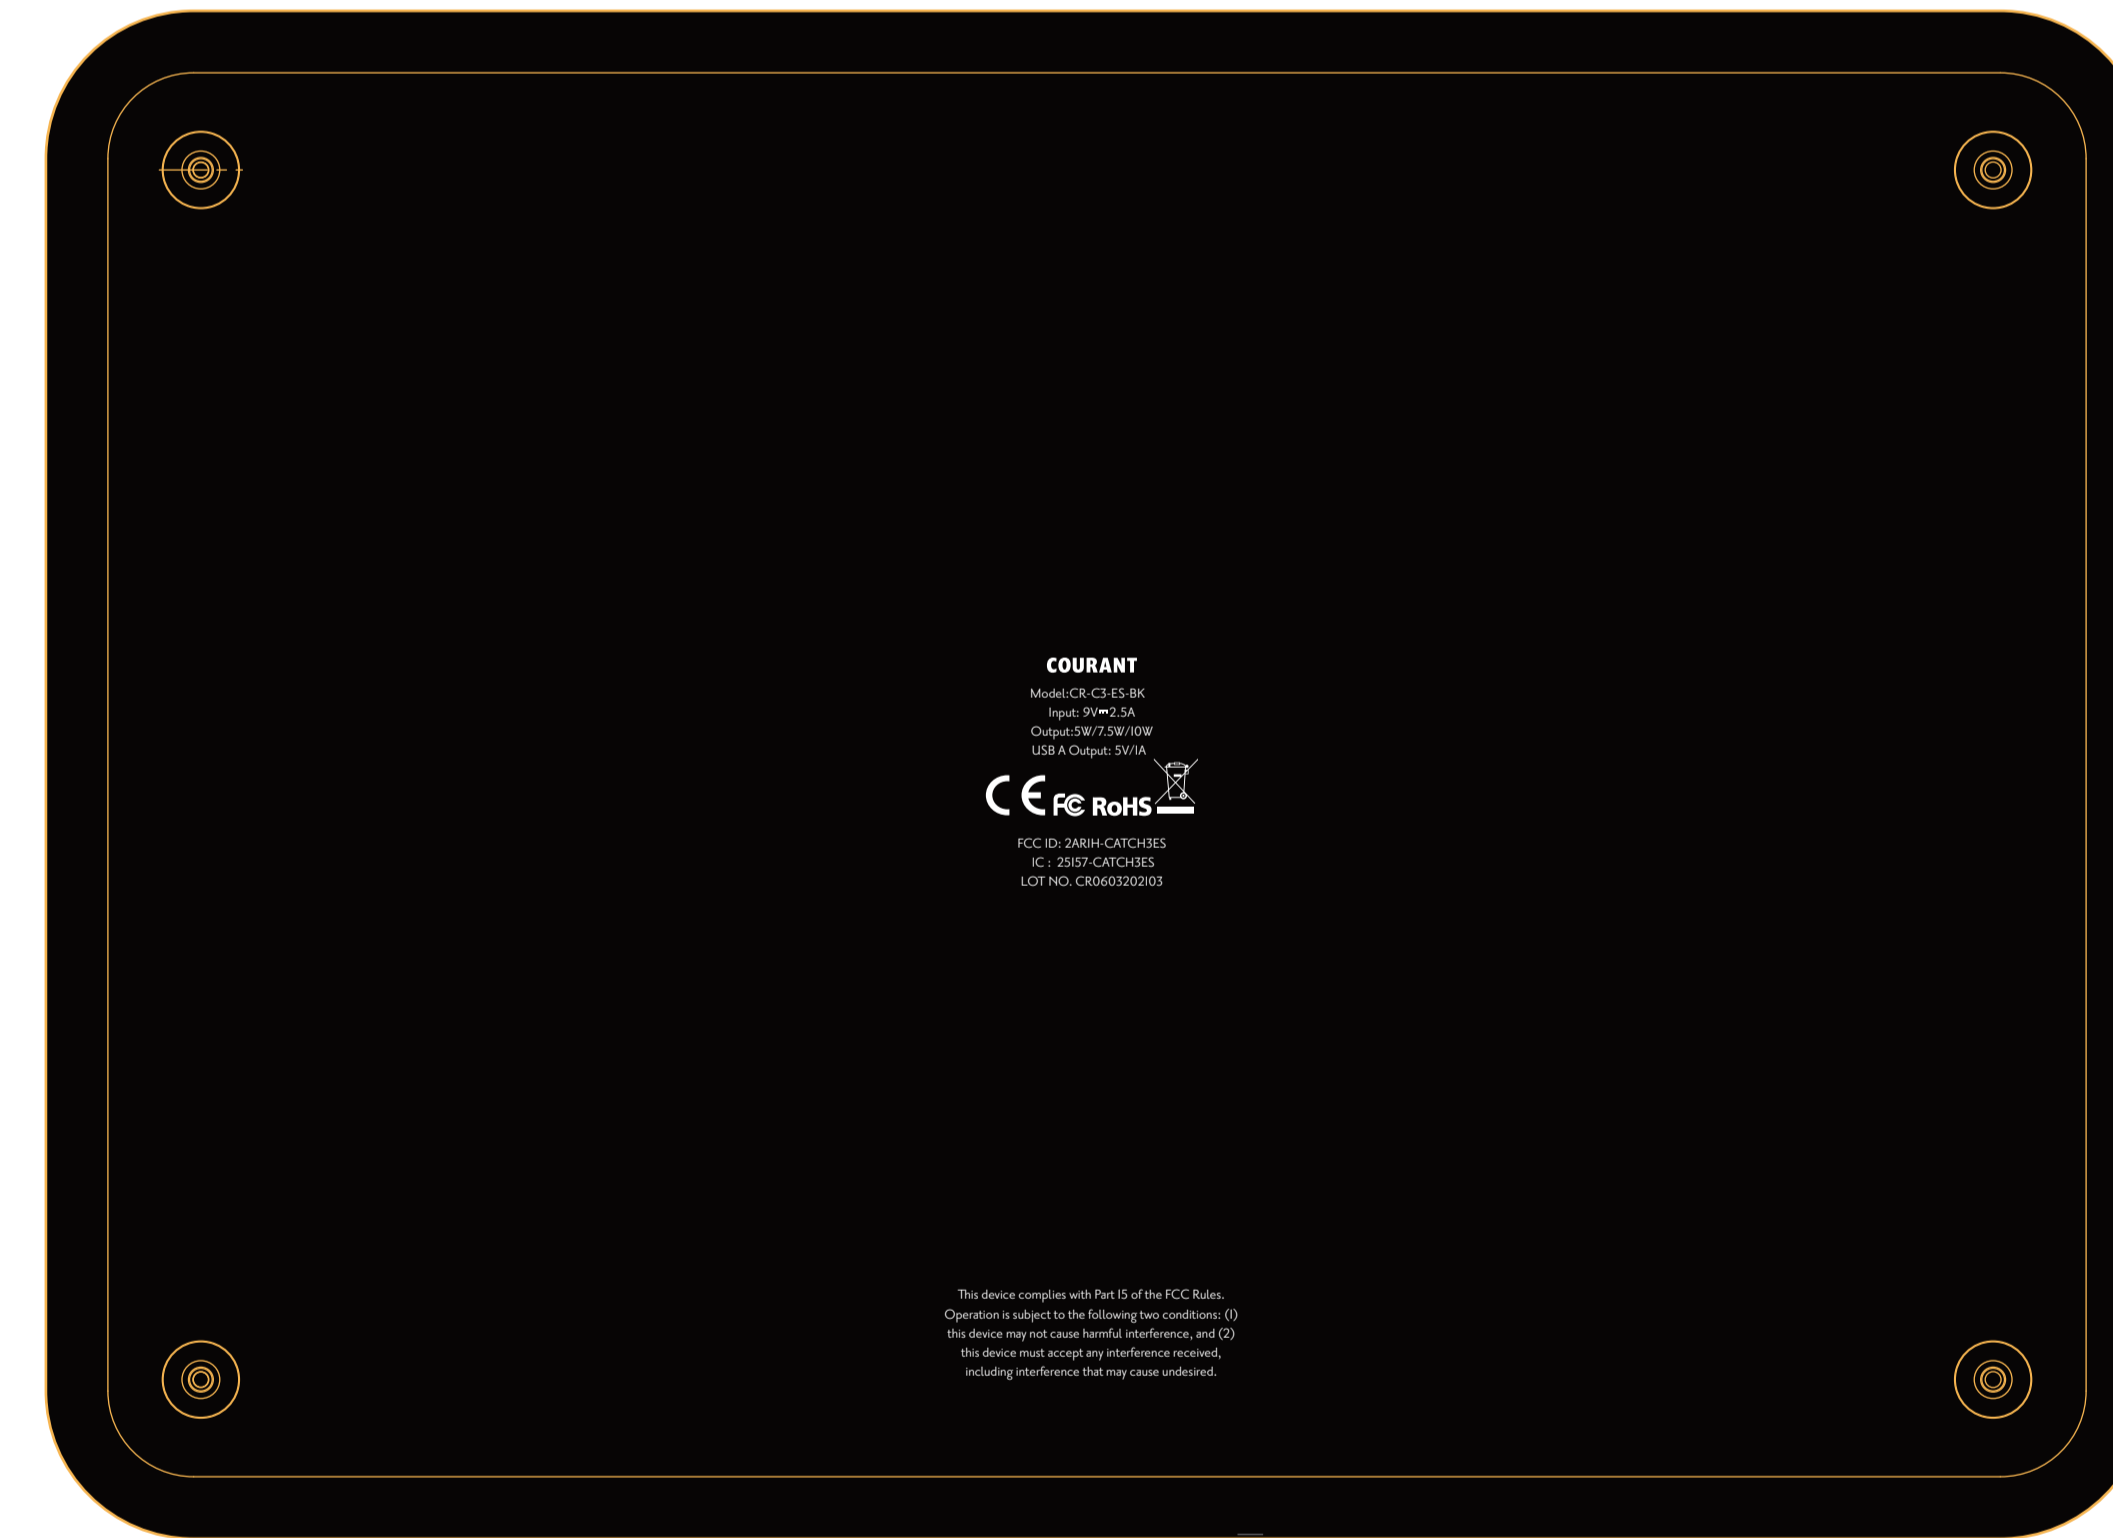 COURANT
Model:CR-C3-ES-BK
Input: 9V⎓2.5A
Output:5W/7.5W/10W
USB A Output: 5V/1A
CE FC RoHS
FCC ID: 2ARIH-CATCH3ES
IC : 25157-CATCH3ES
LOT NO. CR0603202103
This device complies with Part 15 of the FCC Rules.
Operation is subject to the following two conditions: (1)
this device may not cause harmful interference, and (2)
this device must accept any interference received,
including interference that may cause undesired.